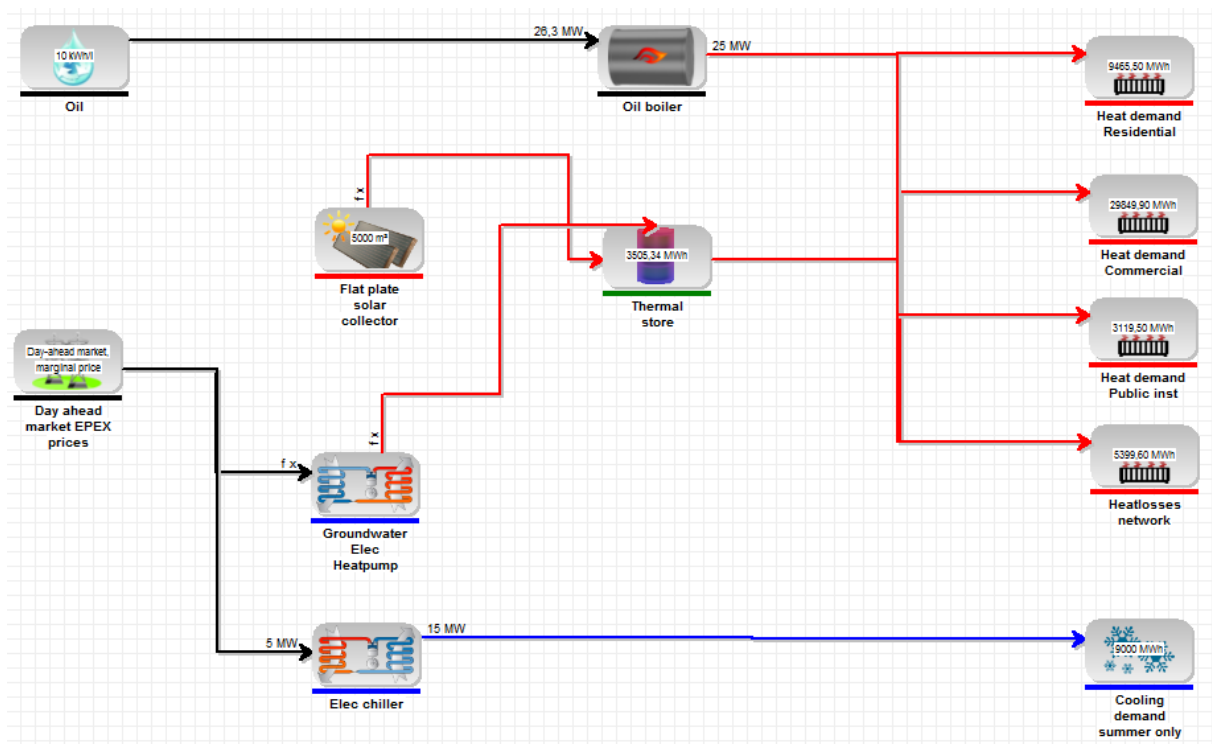 26,3 MW
10 kWh/l
Oil
Oil boiler
25 MW
9465,50 MWh
Heat demand
Residential
f x
5000 m²
Flat plate
solar
collector
3505,34 MWh
Thermal
store
29849,90 MWh
Heat demand
Commercial
3119,50 MWh
Heat demand
Public inst
Day-ahead market,
marginal price
Day ahead
market EPEX
prices
f x
f x
Groundwater
Elec
Heatpump
5399,60 MWh
Heatlosses
network
5 MW
15 MW
Elec chiller
9000 MWh
Cooling
demand
summer only